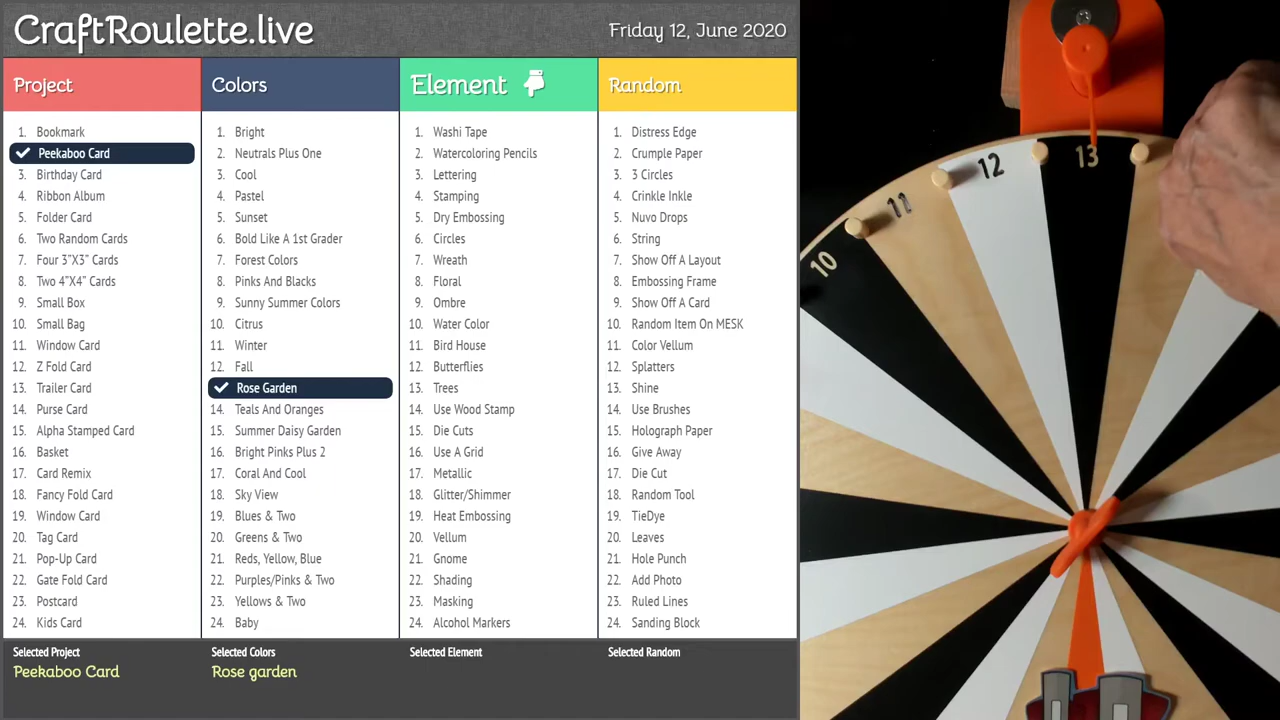 CraftRoulette.live
Friday 12, June 2020
Project
1. Bookmark
Peekaboo Card
3. Birthday Card
4. Ribbon Album
5. Folder Card
6. Two Random Cards
7. Four 3"X3" Cards
8. Two 4"X4" Cards
9. Small Box
10. Small Bag
11. Window Card
12. Z Fold Card
13. Trailer Card
14. Purse Card
15. Alpha Stamped Card
16. Basket
17. Card Remix
18. Fancy Fold Card
19. Window Card
20. Tag Card
21. Pop-Up Card
22. Gate Fold Card
23. Postcard
24. Kids Card
Colors
1. Bright
2. Neutrals Plus One
3. Cool
4. Pastel
5. Sunset
6. Bold Like A 1st Grader
7. Forest Colors
8. Pinks And Blacks
9. Sunny Summer Colors
10. Citrus
11. Winter
12. Fall
Rose Garden
14. Teals And Oranges
15. Summer Daisy Garden
16. Bright Pinks Plus 2
17. Coral And Cool
18. Sky View
19. Blues & Two
20. Greens & Two
21. Reds, Yellow, Blue
22. Purples/Pinks & Two
23. Yellows & Two
24. Baby
Element
1. Washi Tape
2. Watercoloring Pencils
3. Lettering
4. Stamping
5. Dry Embossing
6. Circles
7. Wreath
8. Floral
9. Ombre
10. Water Color
11. Bird House
12. Butterflies
13. Trees
14. Use Wood Stamp
15. Die Cuts
16. Use A Grid
17. Metallic
18. Glitter/Shimmer
19. Heat Embossing
20. Vellum
21. Gnome
22. Shading
23. Masking
24. Alcohol Markers
Random
1. Distress Edge
2. Crumple Paper
3. 3 Circles
4. Crinkle Inkle
5. Nuvo Drops
6. String
7. Show Off A Layout
8. Embossing Frame
9. Show Off A Card
10. Random Item On MESK
11. Color Vellum
12. Splatters
13. Shine
14. Use Brushes
15. Holograph Paper
16. Give Away
17. Die Cut
18. Random Tool
19. TieDye
20. Leaves
21. Hole Punch
22. Add Photo
23. Ruled Lines
24. Sanding Block
Selected Project
Peekaboo Card
Selected Colors
Rose garden
Selected Element
Selected Random
10
11
12
13